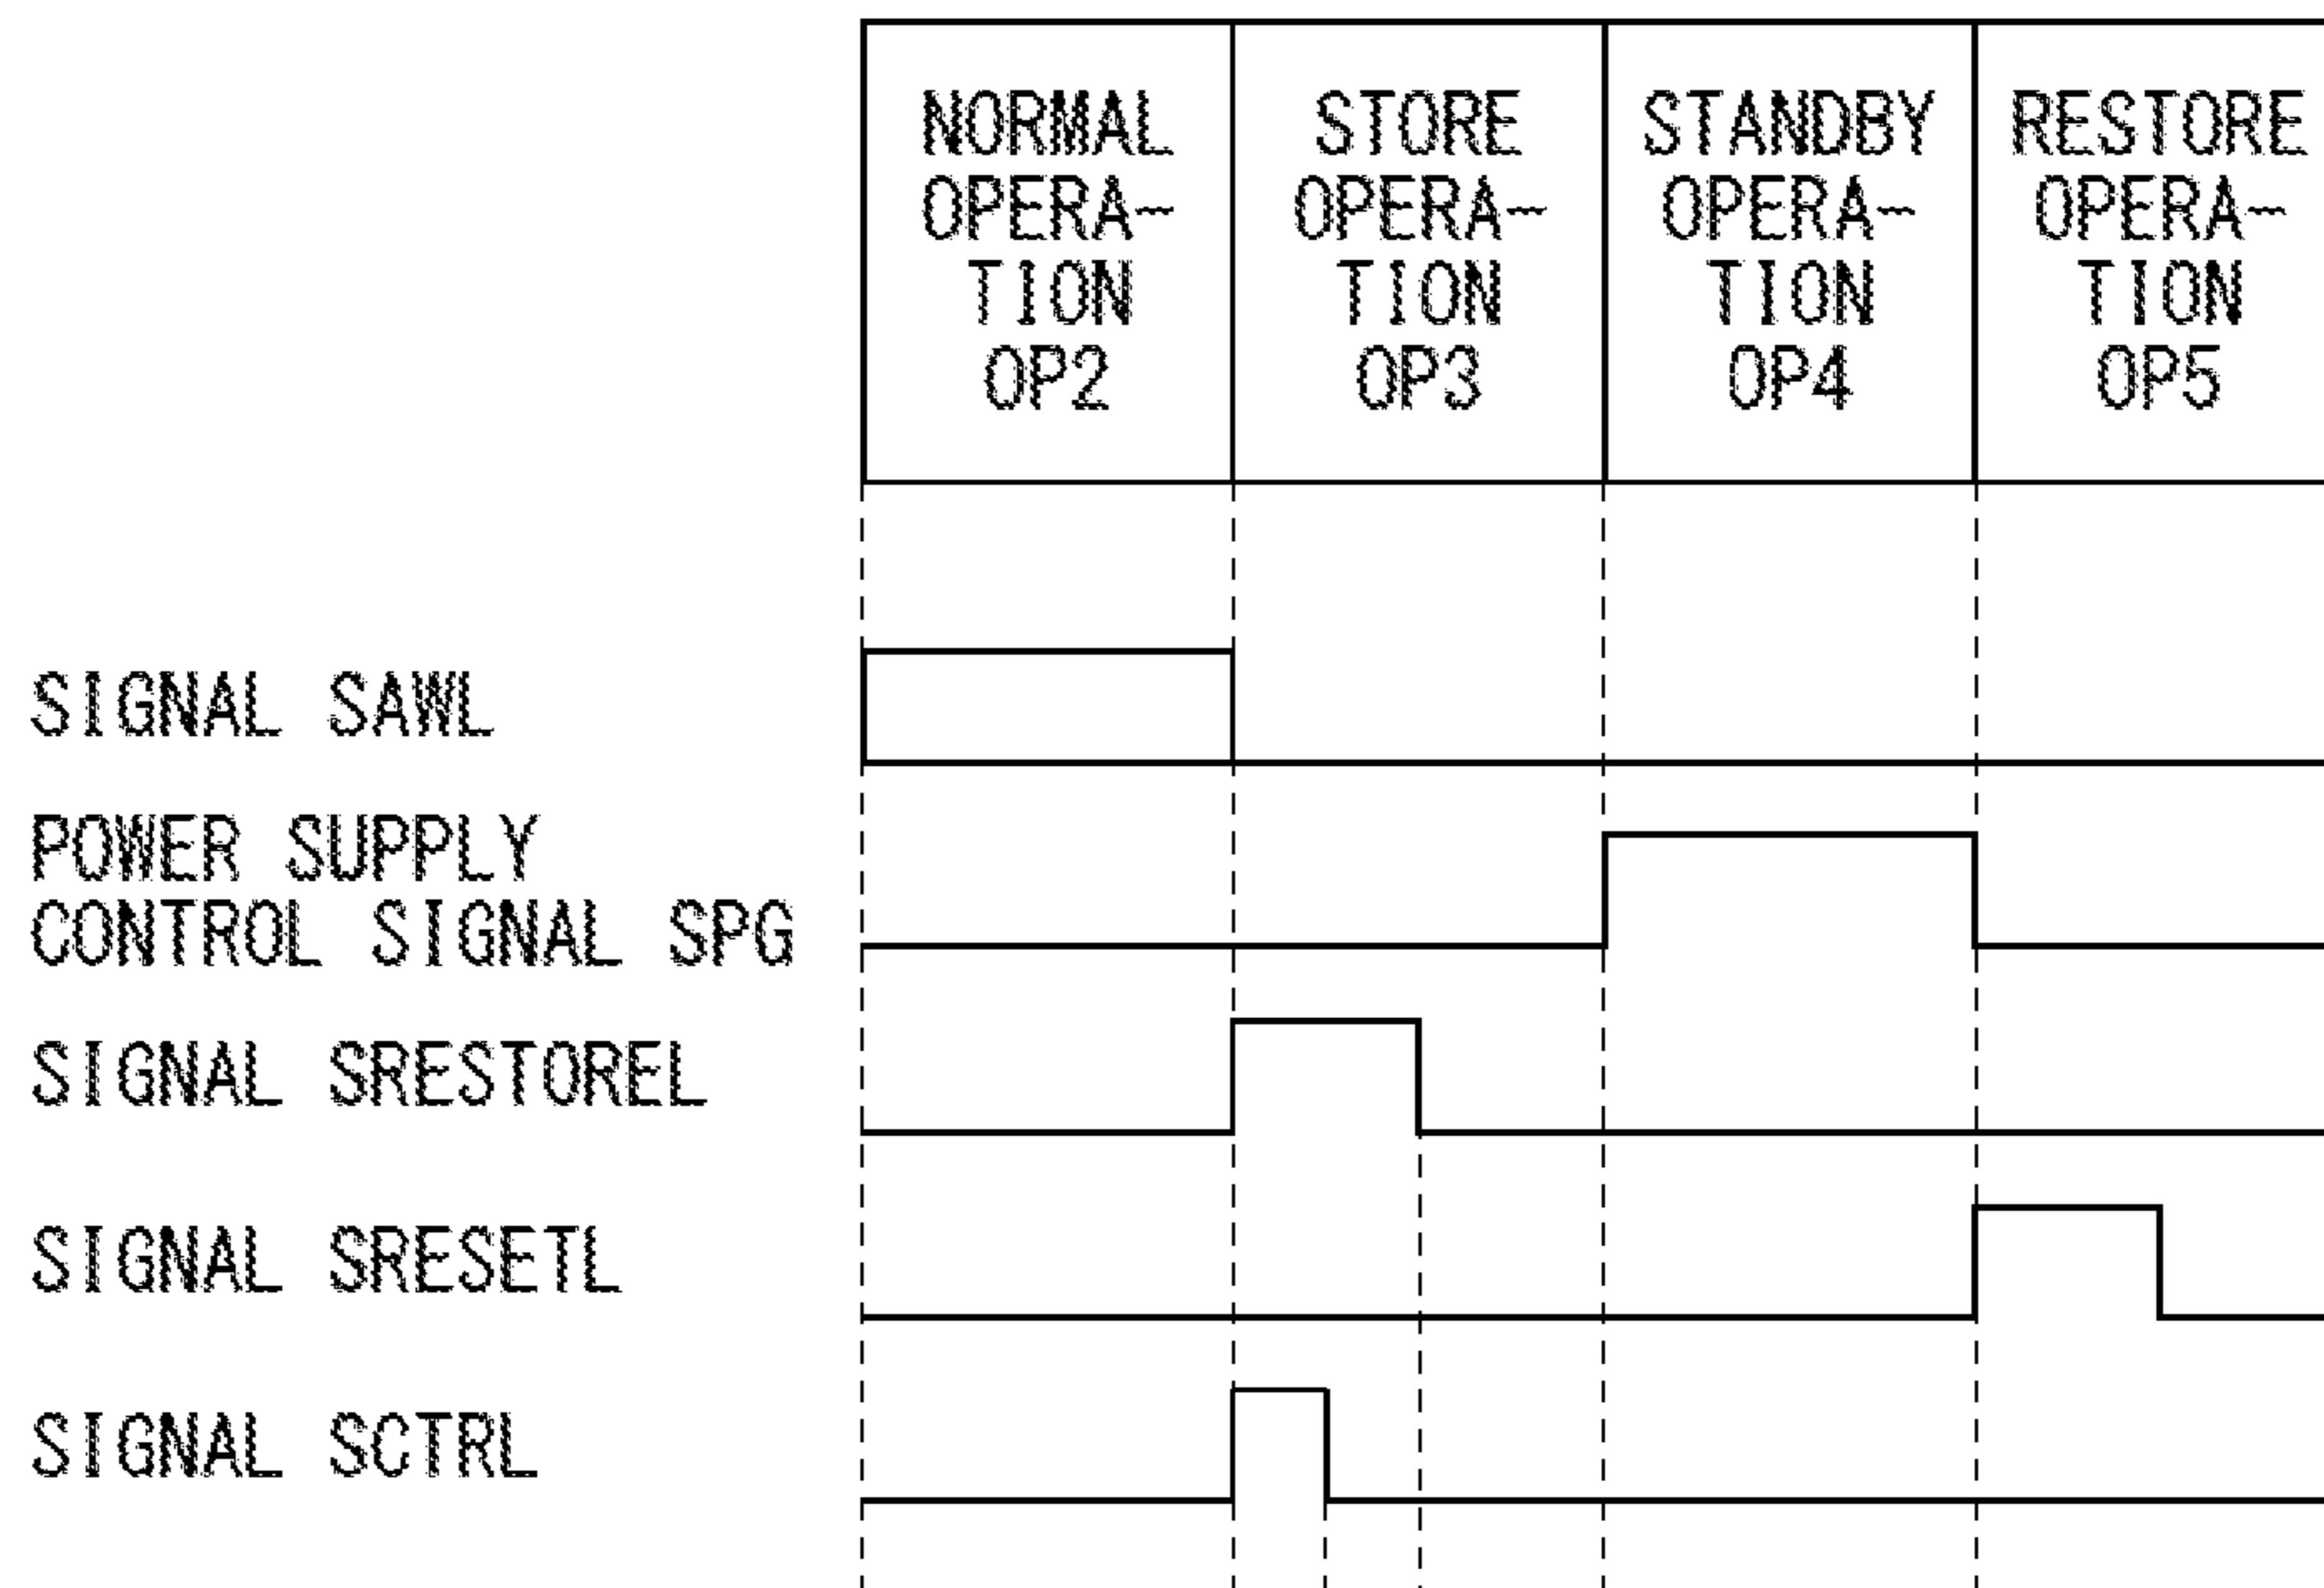 NORMAL
OPERA-
TION
OP2
STORE
OPERA-
TION
OP3
STANDBY
OPERA-
TION
OP4
RESTORE
OPERA-
TION
OP5
SIGNAL SAWL
POWER SUPPLY
CONTROL SIGNAL SPG
SIGNAL SRESTOREL
SIGNAL SRESETL
SIGNAL SCTRL